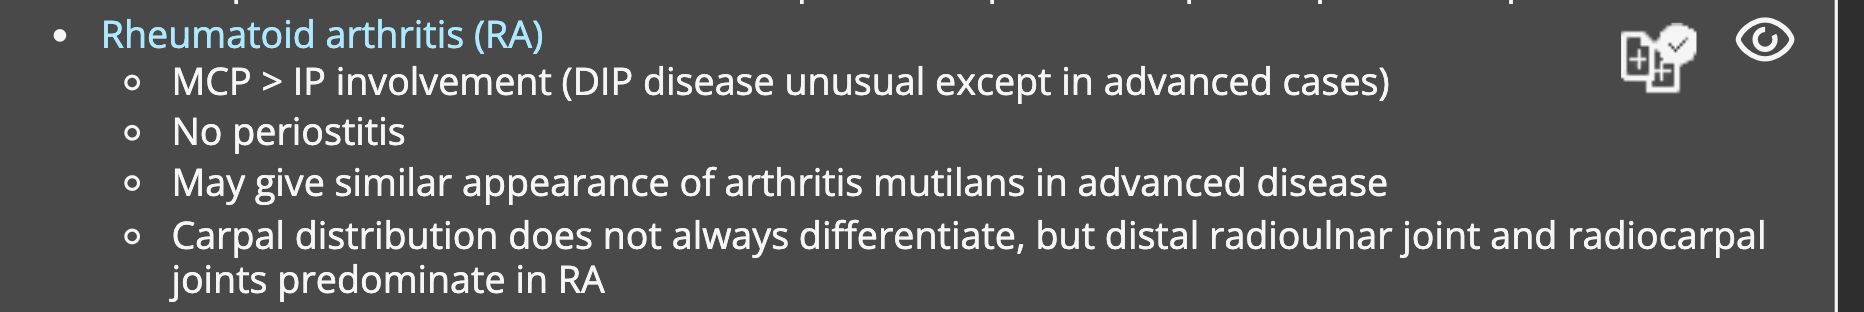 • Rheumatoid arthritis (RA)
○ MCP > IP involvement (DIP disease unusual except in advanced cases)
○ No periostitis
○ May give similar appearance of arthritis mutilans in advanced disease
○ Carpal distribution does not always differentiate, but distal radioulnar joint and radiocarpal
joints predominate in RA